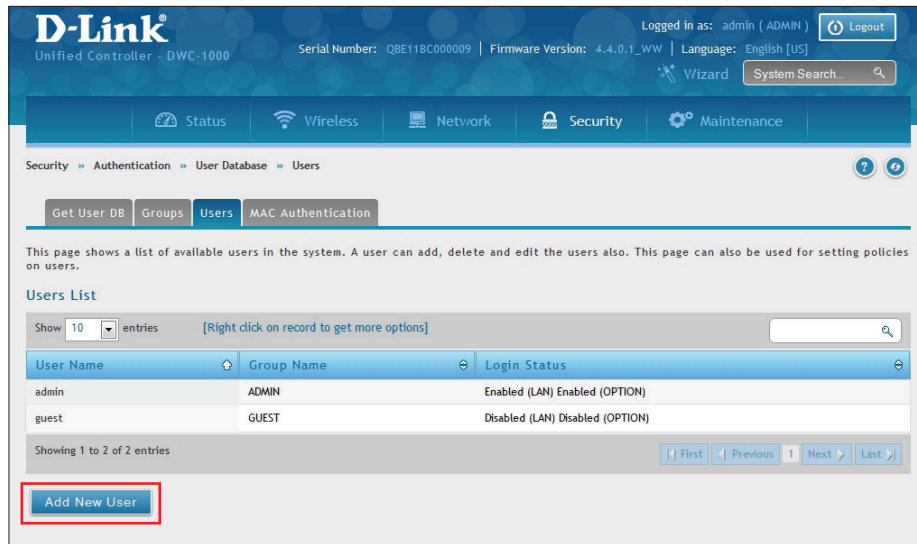 D-Link
Unified Controller - DWC-1000
Logged in as: admin ( ADMIN ) Logout
Serial Number: QBE11BC000009 | Firmware Version: 4.4.0.1_WW | Language: English [US]
Wizard System Search...
Status Wireless Network Security Maintenance
Security » Authentication » User Database » Users ?
Get User DB Groups Users MAC Authentication
This page shows a list of available users in the system. A user can add, delete and edit the users also. This page can also be used for setting policies
on users.
Users List
Show 10 entries [Right click on record to get more options]
User Name Group Name Login Status
admin ADMIN Enabled (LAN) Enabled (OPTION)
guest GUEST Disabled (LAN) Disabled (OPTION)
Showing 1 to 2 of 2 entries First Previous 1 Next Last
Add New User